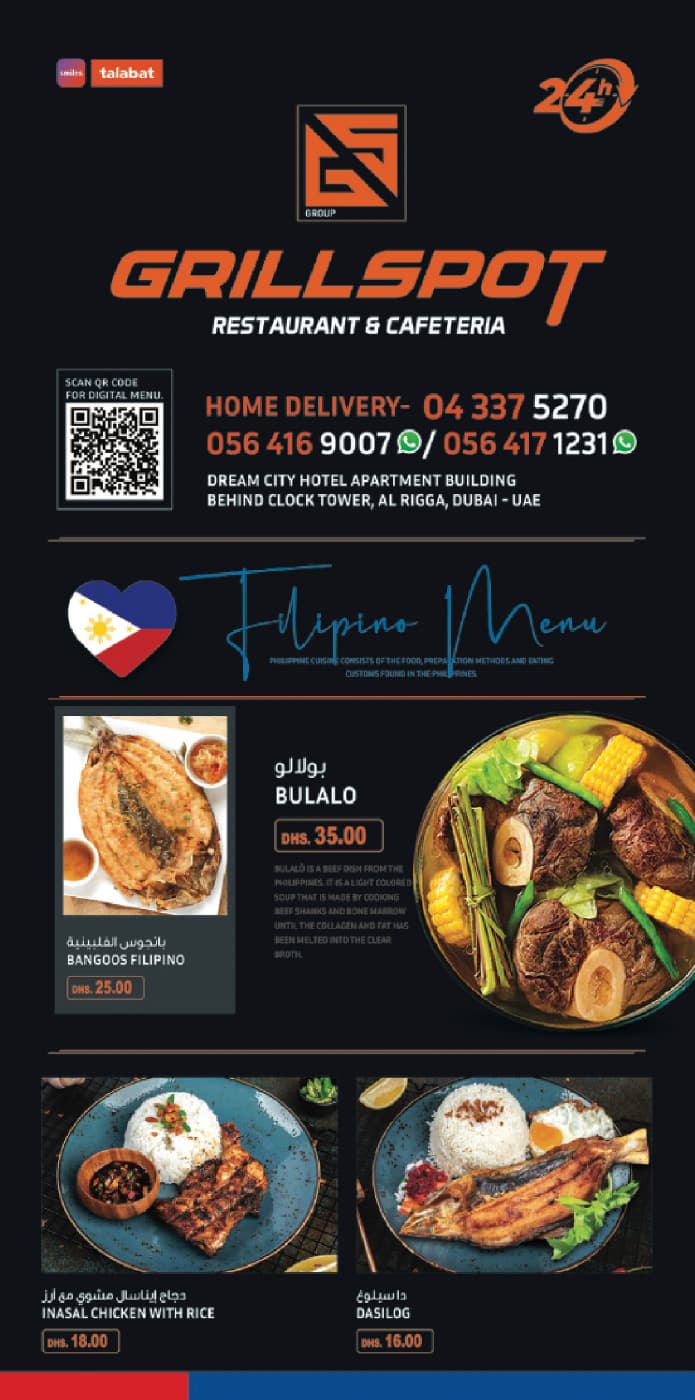 smiles
talabat
24h
GS
GROUP
GRILLSPOT
RESTAURANT & CAFETERIA
SCAN QR CODE
FOR DIGITAL MENU.
HOME DELIVERY- 04 337 5270
056 416 9007 / 056 417 1231
DREAM CITY HOTEL APARTMENT BUILDING
BEHIND CLOCK TOWER, AL RIGGA, DUBAI - UAE
Filipino Menu
PHILIPPINE CUISINE CONSISTS OF THE FOOD, PREPARATION METHODS AND EATING
CUSTOMS FOUND IN THE PHILIPPINES.
بولالو
BULALO
DHS. 35.00
BULALÓ IS A BEEF DISH FROM THE
PHILIPPINES. IT IS A LIGHT COLORED
SOUP THAT IS MADE BY COOKING
BEEF SHANKS AND BONE MARROW
UNTIL THE COLLAGEN AND FAT HAS
BEEN MELTED INTO THE CLEAR
BROTH.
بانجوس الفلبينية
BANGOOS FILIPINO
DHS. 25.00
دجاج إيناسال مشوي مع أرز
INASAL CHICKEN WITH RICE
DHS. 18.00
داسيلوغ
DASILOG
DHS. 16.00